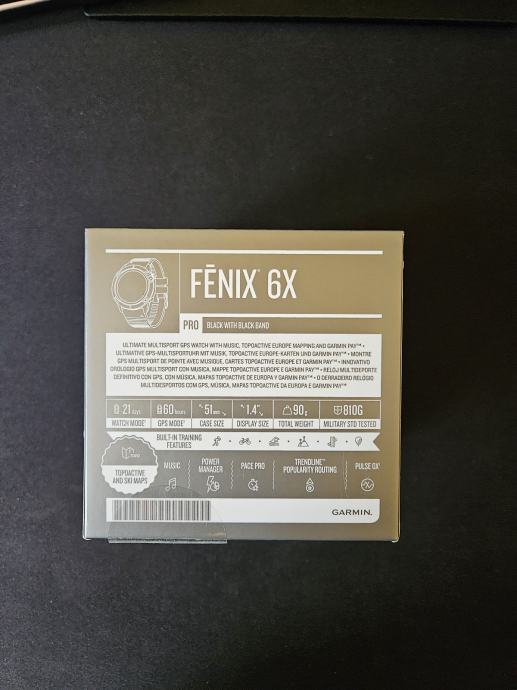 FĒNIX® 6X
PRO BLACK WITH BLACK BAND
ULTIMATE MULTISPORT GPS WATCH WITH MUSIC, TOPOACTIVE EUROPE MAPPING AND GARMIN PAY™ •
ULTIMATIVE GPS-MULTISPORTUHR MIT MUSIK, TOPOACTIVE EUROPE-KARTEN UND GARMIN PAY™ • MONTRE
GPS MULTISPORT DE POINTE AVEC MUSIQUE, CARTES TOPOACTIVE EUROPE ET GARMIN PAY™ • INNOVATIVO
OROLOGIO GPS MULTISPORT CON MUSICA, MAPPE TOPOACTIVE EUROPE E GARMIN PAY™ • RELOJ MULTIDEPORTE
DEFINITIVO CON GPS, CON MÚSICA, MAPAS TOPOACTIVE DE EUROPA Y GARMIN PAY™ • O DERRADEIRO RELÓGIO
MULTIDESPORTOS COM GPS, MÚSICA, MAPAS TOPOACTIVE DA EUROPA E GARMIN PAY™
21 days 60 hours 51mm 1.4" 90g 810G
WATCH MODE¹ GPS MODE¹ CASE SIZE DISPLAY SIZE TOTAL WEIGHT MILITARY STD TESTED
BUILT-IN TRAINING
FEATURES
TOPO
TOPOACTIVE
AND SKI MAPS
MUSIC
POWER
MANAGER
PACE PRO
TRENDLINE™
POPULARITY ROUTING
PULSE OX²
GARMIN.